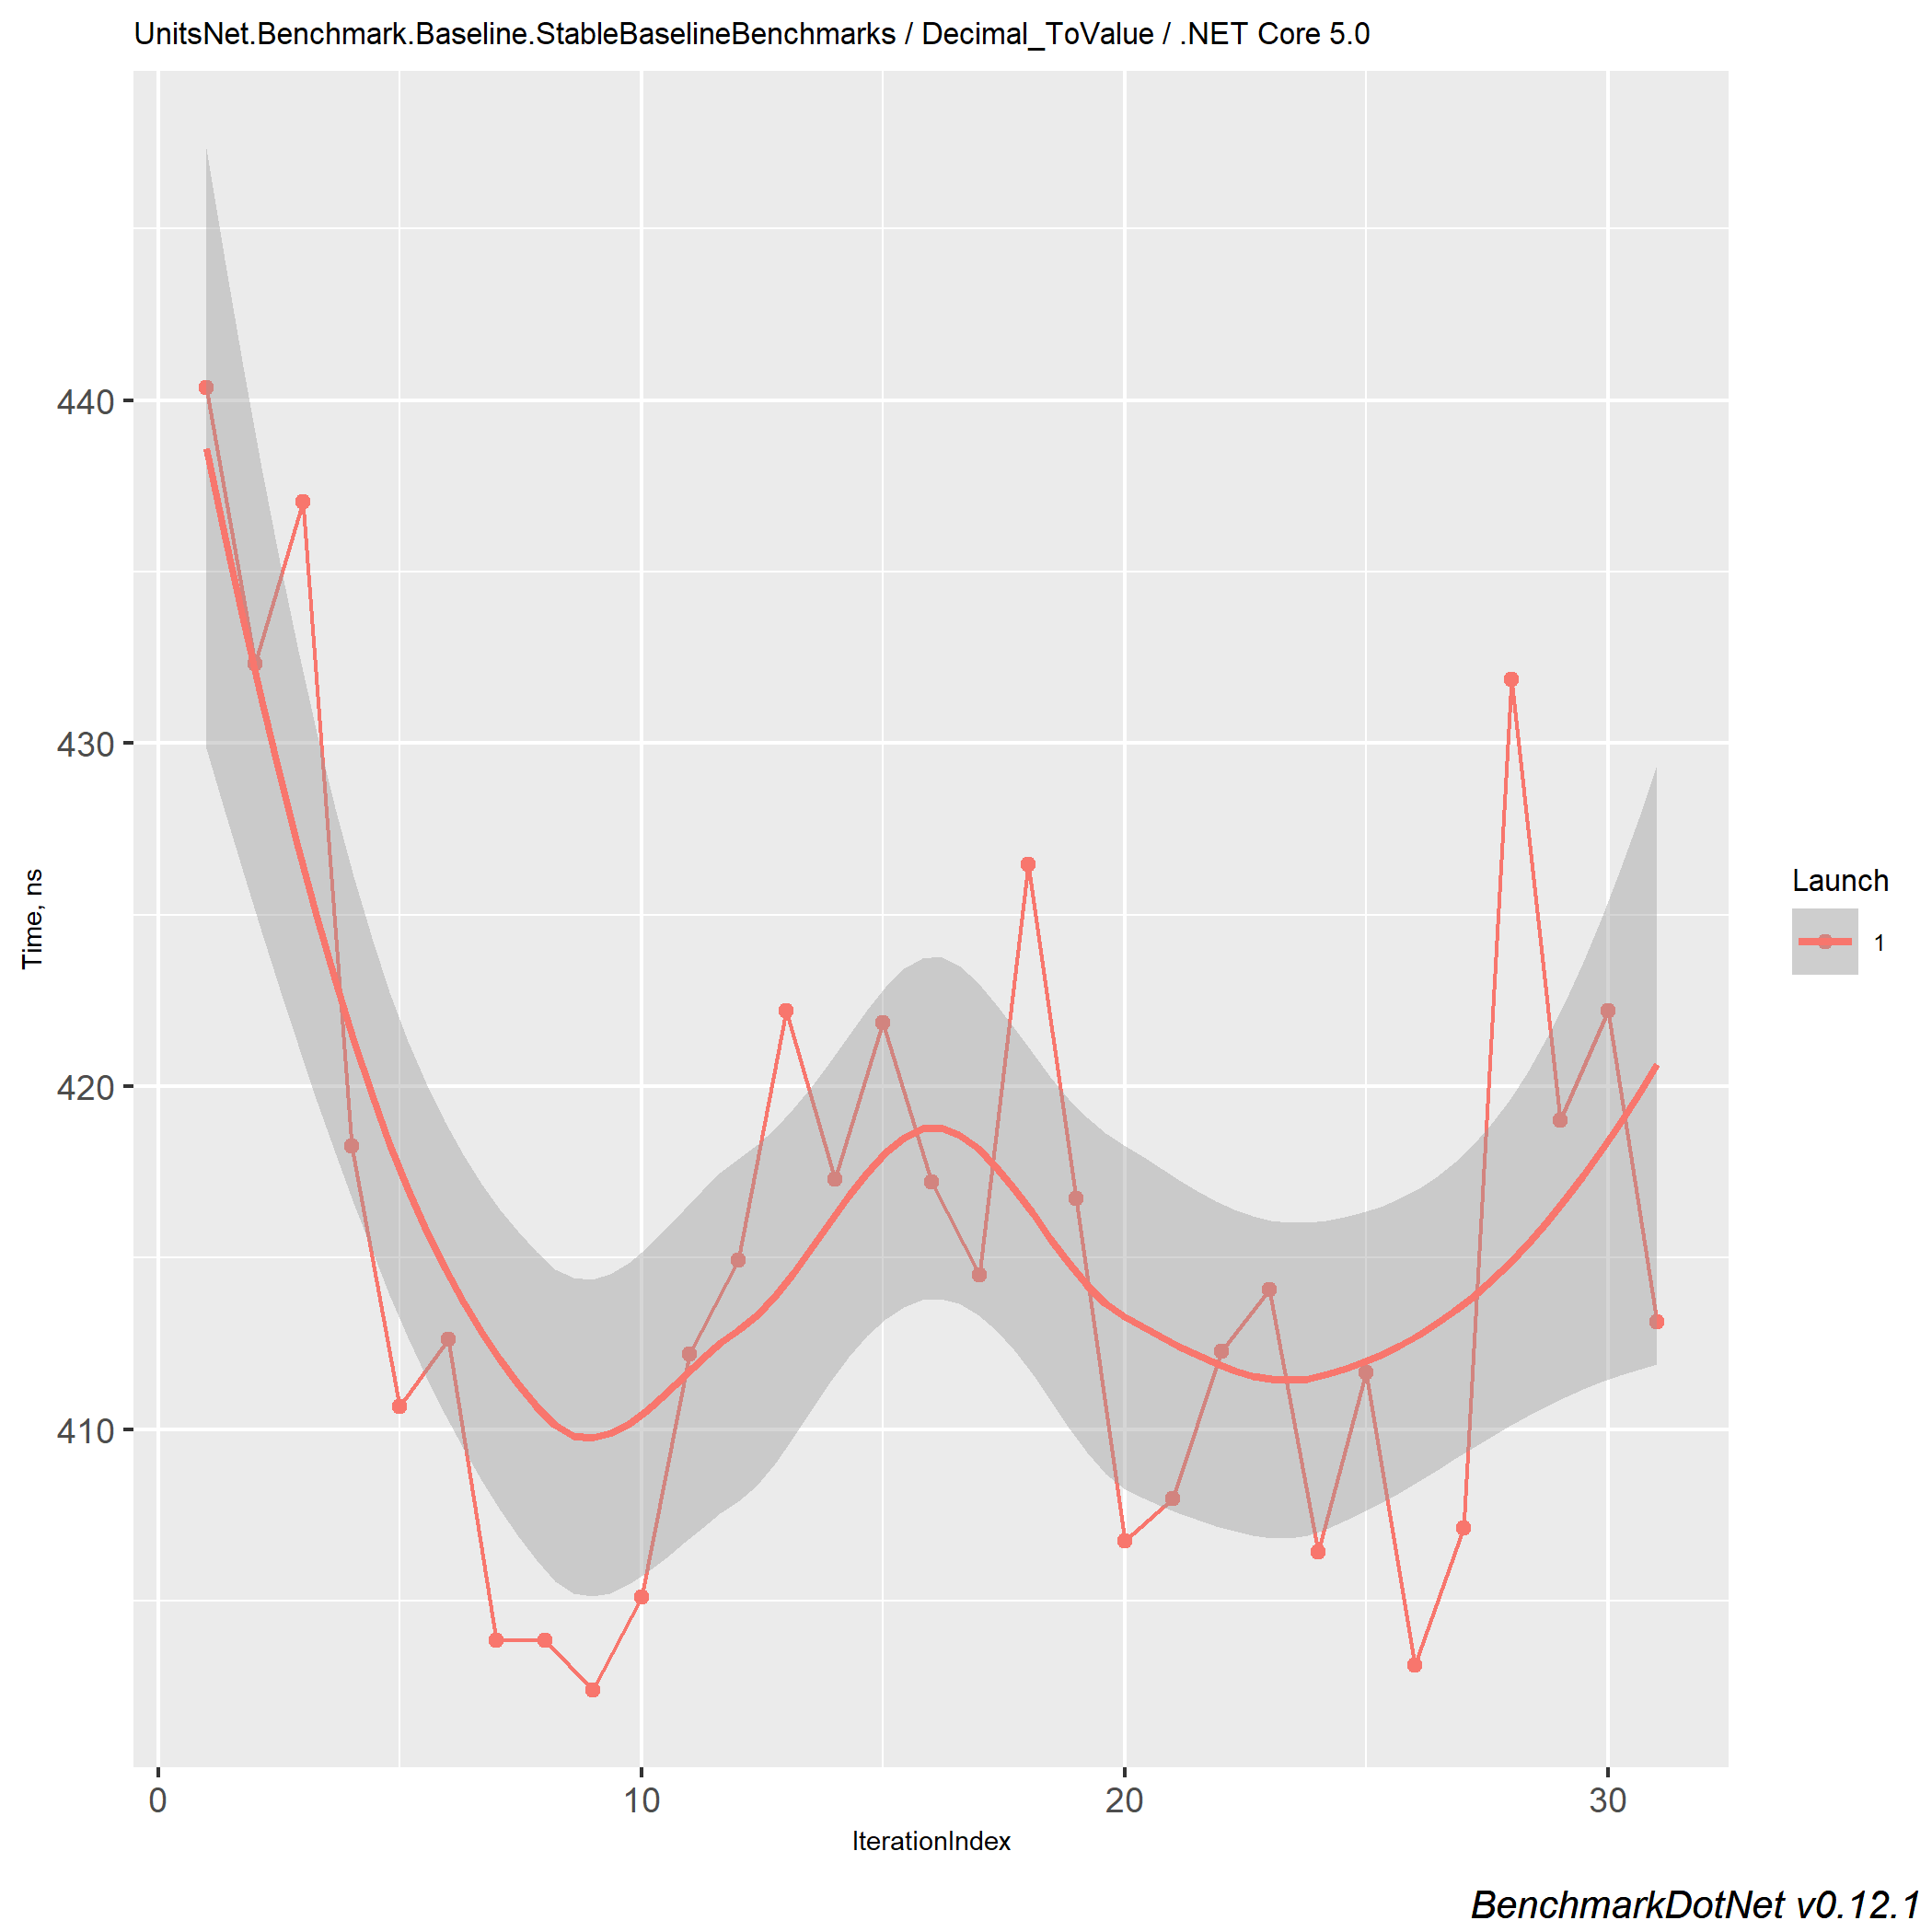 UnitsNet.Benchmark.Baseline.StableBaselineBenchmarks / Decimal_ToValue / .NET Core 5.0
440
430
420
410
Time, ns
0 10 20 30
IterationIndex
Launch
1
BenchmarkDotNet v0.12.1